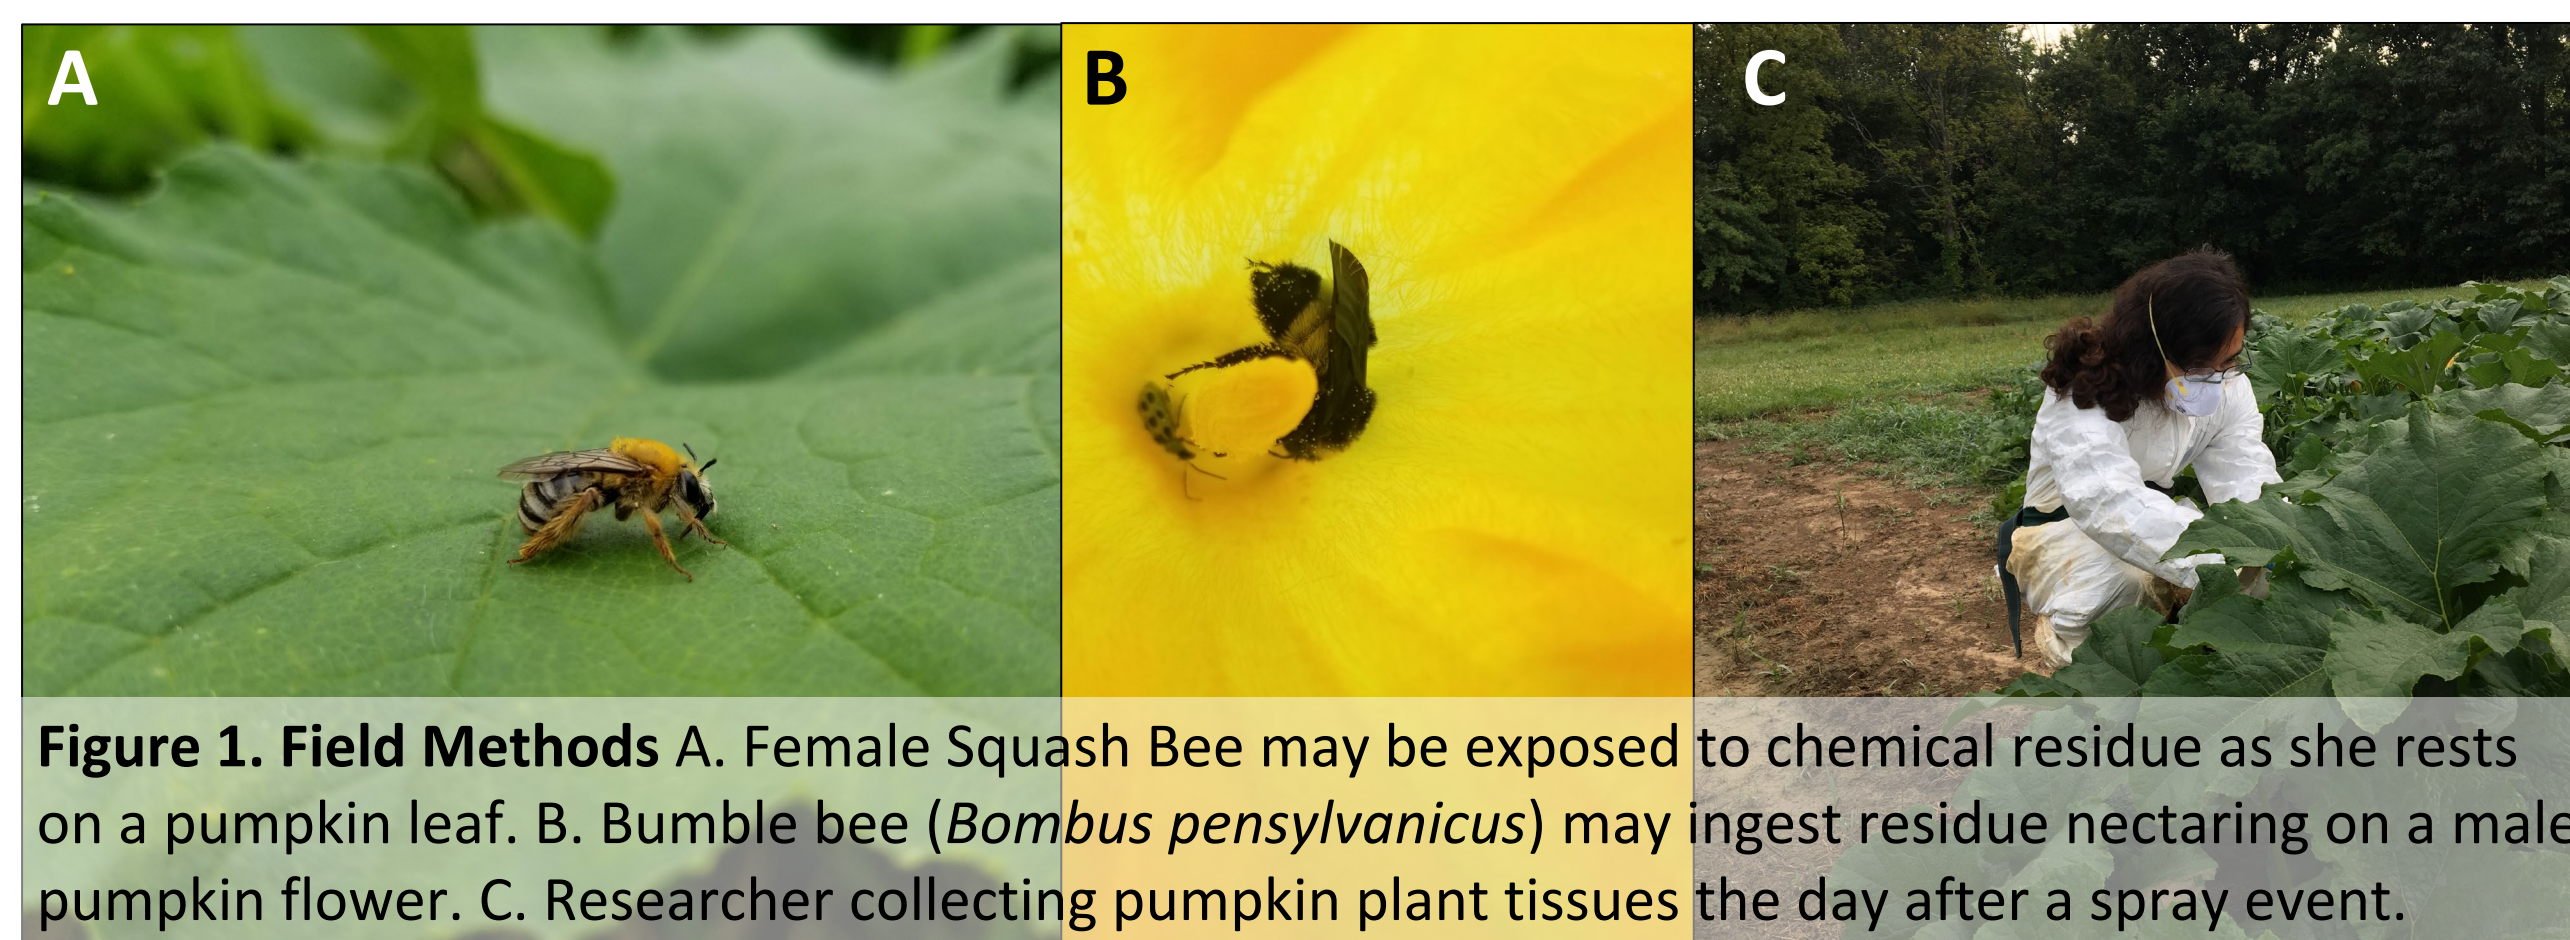 A
B
C
Figure 1. Field Methods A. Female Squash Bee may be exposed to chemical residue as she rests
on a pumpkin leaf. B. Bumble bee (Bombus pensylvanicus) may ingest residue nectaring on a male
pumpkin flower. C. Researcher collecting pumpkin plant tissues the day after a spray event.